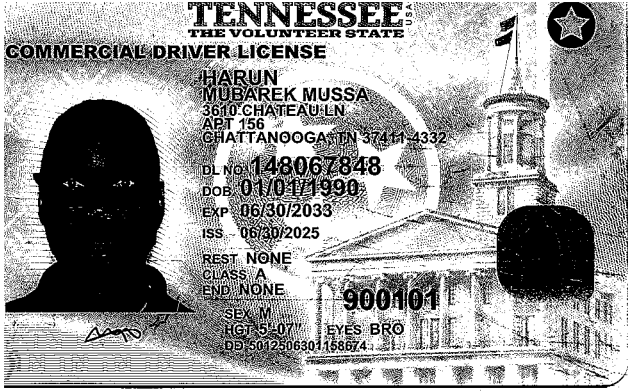 TENNESSEE USA
THE VOLUNTEER STATE
COMMERCIAL DRIVER LICENSE
HARUN
MUBAREK MUSSA
3610 CHATEAU LN
APT 156
CHATTANOOGA, TN 37411-4332
DL NO. 148067848
DOB 01/01/1990
EXP 06/30/2033
ISS 06/30/2025
REST NONE
CLASS A
END NONE
900101
SEX M
HGT 5'-07" EYES BRO
DD 5012506301158674